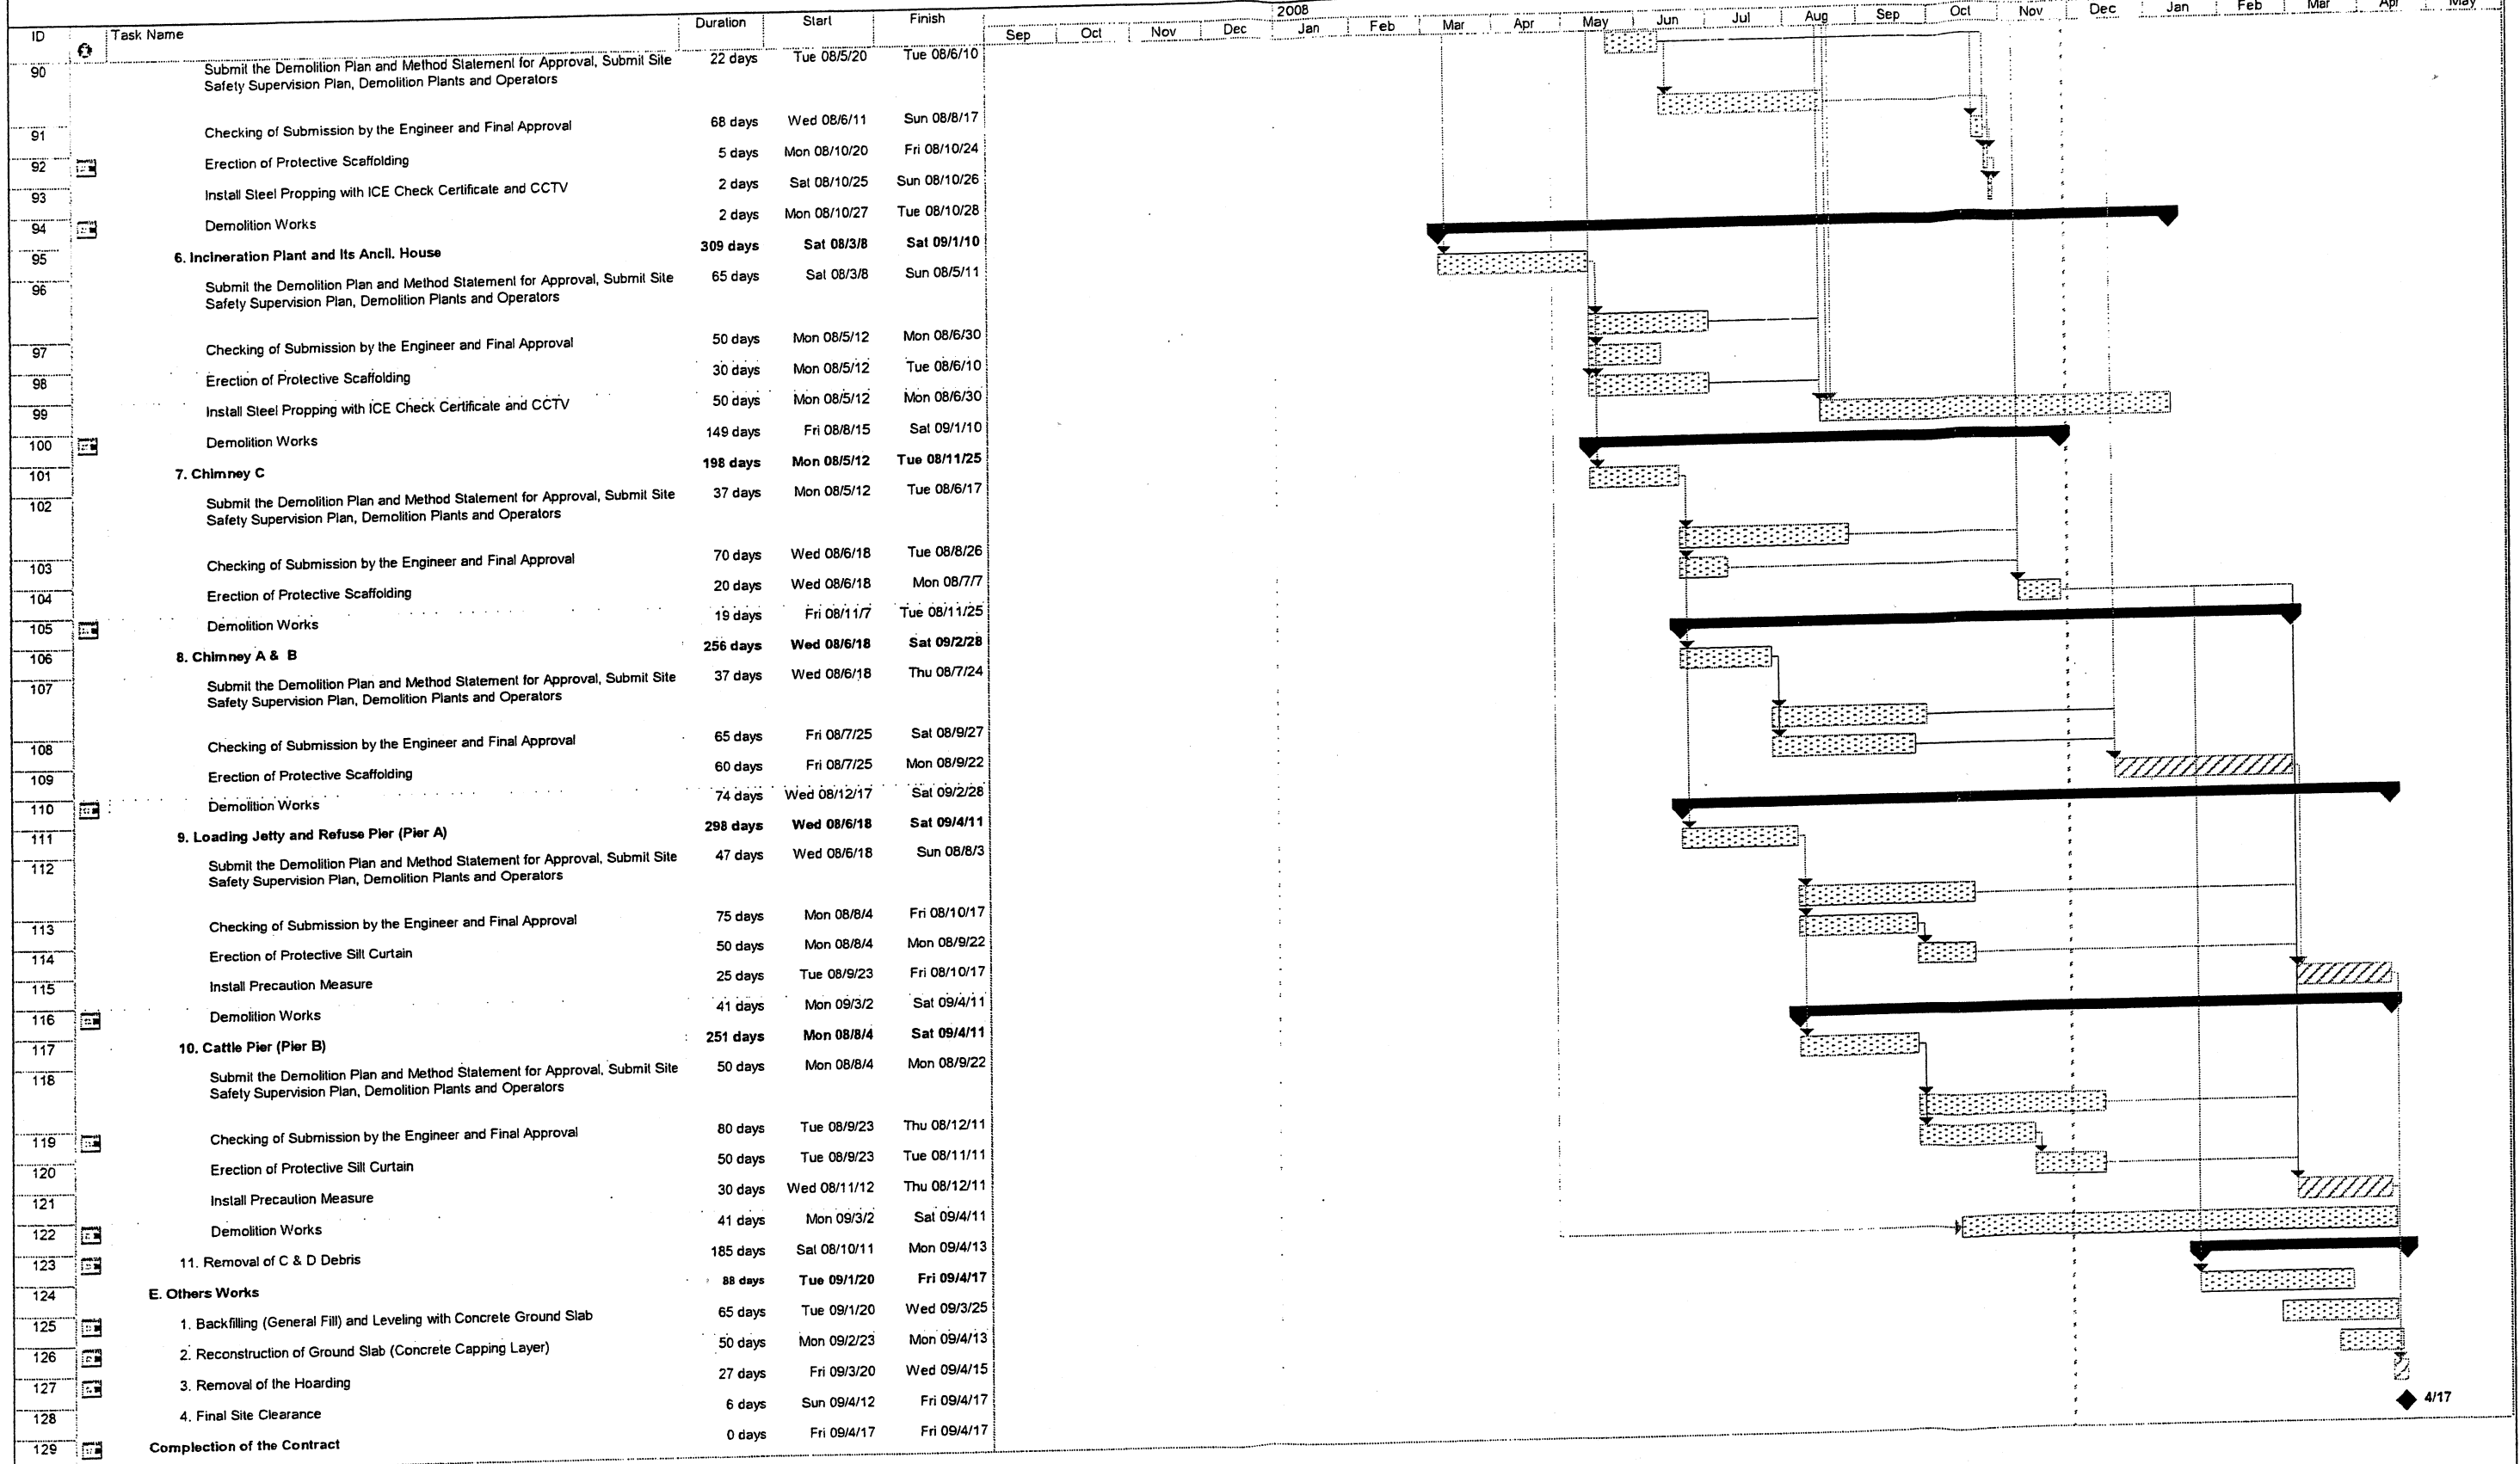 2008
ID Task Name Duration Start Finish Sep Oct Nov Dec Jan Feb Mar Apr May Jun Jul Aug Sep Oct Nov Dec Jan Feb Mar Apr May
90 Submit the Demolition Plan and Method Statement for Approval, Submit Site 22 days Tue 08/5/20 Tue 08/6/10
Safety Supervision Plan, Demolition Plants and Operators
91 Checking of Submission by the Engineer and Final Approval 68 days Wed 08/6/11 Sun 08/8/17
92 Erection of Protective Scaffolding 5 days Mon 08/10/20 Fri 08/10/24
93 Install Steel Propping with ICE Check Certificate and CCTV 2 days Sat 08/10/25 Sun 08/10/26
94 Demolition Works 2 days Mon 08/10/27 Tue 08/10/28
95 6. Incineration Plant and Its Ancil. House 309 days Sat 08/3/8 Sat 09/1/10
96 Submit the Demolition Plan and Method Statement for Approval, Submit Site 65 days Sat 08/3/8 Sun 08/5/11
Safety Supervision Plan, Demolition Plants and Operators
97 Checking of Submission by the Engineer and Final Approval 50 days Mon 08/5/12 Mon 08/6/30
98 Erection of Protective Scaffolding 30 days Mon 08/5/12 Tue 08/6/10
99 Install Steel Propping with ICE Check Certificate and CCTV 50 days Mon 08/5/12 Mon 08/6/30
100 Demolition Works 149 days Fri 08/8/15 Sat 09/1/10
101 7. Chimney C 198 days Mon 08/5/12 Tue 08/11/25
102 Submit the Demolition Plan and Method Statement for Approval, Submit Site 37 days Mon 08/5/12 Tue 08/6/17
Safety Supervision Plan, Demolition Plants and Operators
103 Checking of Submission by the Engineer and Final Approval 70 days Wed 08/6/18 Tue 08/8/26
104 Erection of Protective Scaffolding 20 days Wed 08/6/18 Mon 08/7/7
105 Demolition Works 19 days Fri 08/11/7 Tue 08/11/25
106 8. Chimney A & B 256 days Wed 08/6/18 Sat 09/2/28
107 Submit the Demolition Plan and Method Statement for Approval, Submit Site 37 days Wed 08/6/18 Thu 08/7/24
Safety Supervision Plan, Demolition Plants and Operators
108 Checking of Submission by the Engineer and Final Approval 65 days Fri 08/7/25 Sat 08/9/27
109 Erection of Protective Scaffolding 60 days Fri 08/7/25 Mon 08/9/22
110 Demolition Works 74 days Wed 08/12/17 Sat 09/2/28
111 9. Loading Jetty and Refuse Pier (Pier A) 298 days Wed 08/6/18 Sat 09/4/11
112 Submit the Demolition Plan and Method Statement for Approval, Submit Site 47 days Wed 08/6/18 Sun 08/8/3
Safety Supervision Plan, Demolition Plants and Operators
113 Checking of Submission by the Engineer and Final Approval 75 days Mon 08/8/4 Fri 08/10/17
114 Erection of Protective Silt Curtain 50 days Mon 08/8/4 Mon 08/9/22
115 Install Precaution Measure 25 days Tue 08/9/23 Fri 08/10/17
116 Demolition Works 41 days Mon 09/3/2 Sat 09/4/11
117 10. Cattle Pier (Pier B) 251 days Mon 08/8/4 Sat 09/4/11
118 Submit the Demolition Plan and Method Statement for Approval, Submit Site 50 days Mon 08/8/4 Mon 08/9/22
Safety Supervision Plan, Demolition Plants and Operators
119 Checking of Submission by the Engineer and Final Approval 80 days Tue 08/9/23 Thu 08/12/11
120 Erection of Protective Silt Curtain 50 days Tue 08/9/23 Tue 08/11/11
121 Install Precaution Measure 30 days Wed 08/11/12 Thu 08/12/11
122 Demolition Works 41 days Mon 09/3/2 Sat 09/4/11
123 11. Removal of C & D Debris 185 days Sat 08/10/11 Mon 09/4/13
124 E. Others Works 88 days Tue 09/1/20 Fri 09/4/17
125 1. Backfilling (General Fill) and Leveling with Concrete Ground Slab 65 days Tue 09/1/20 Wed 09/3/25
126 2. Reconstruction of Ground Slab (Concrete Capping Layer) 50 days Mon 09/2/23 Mon 09/4/13
127 3. Removal of the Hoarding 27 days Fri 09/3/20 Wed 09/4/15
128 4. Final Site Clearance 6 days Sun 09/4/12 Fri 09/4/17
4/17
129 Complection of the Contract 0 days Fri 09/4/17 Fri 09/4/17